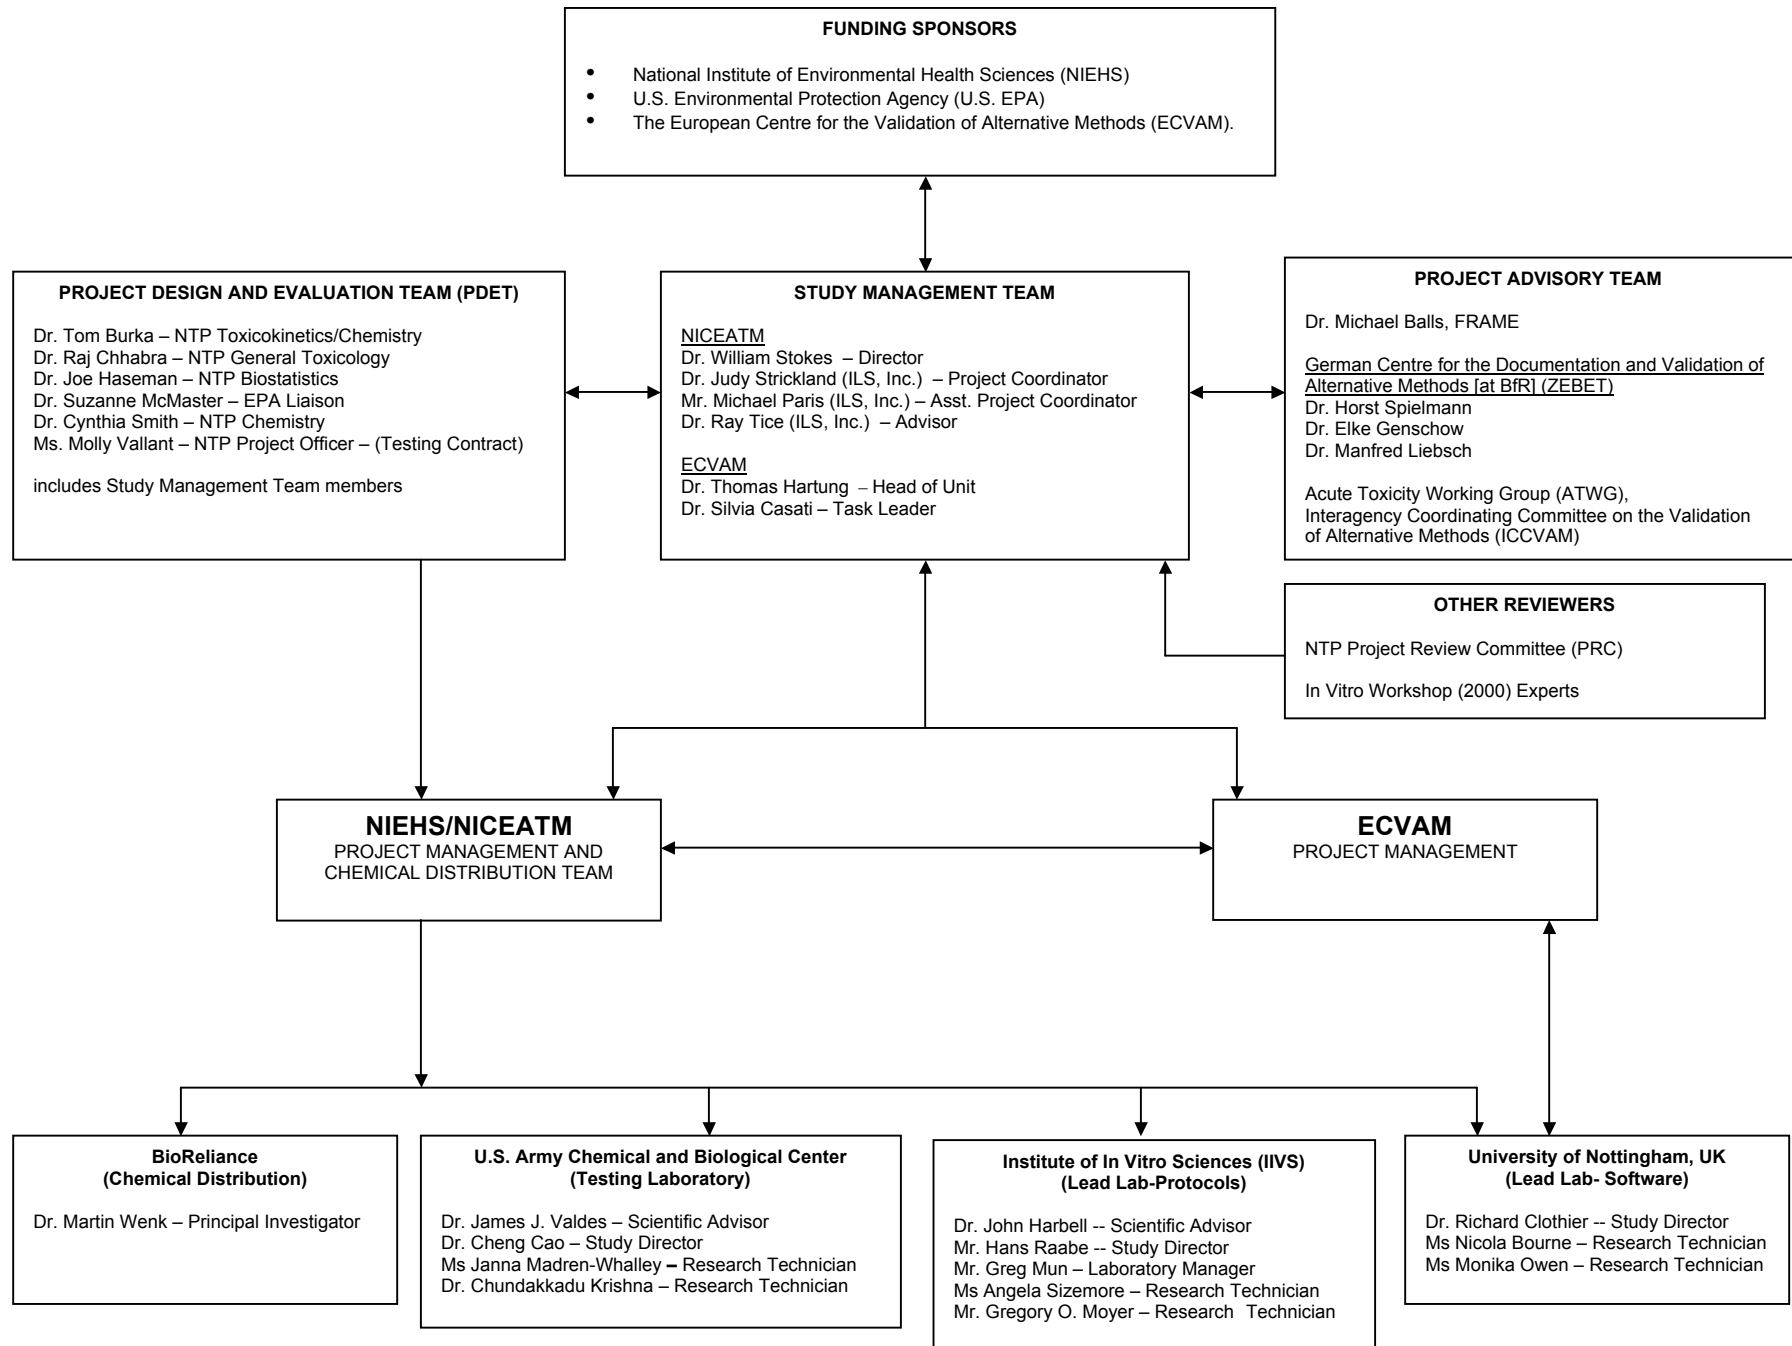 FUNDING SPONSORS
• National Institute of Environmental Health Sciences (NIEHS)
• U.S. Environmental Protection Agency (U.S. EPA)
• The European Centre for the Validation of Alternative Methods (ECVAM).
PROJECT DESIGN AND EVALUATION TEAM (PDET)
Dr. Tom Burka – NTP Toxicokinetics/Chemistry
Dr. Raj Chhabra – NTP General Toxicology
Dr. Joe Haseman – NTP Biostatistics
Dr. Suzanne McMaster – EPA Liaison
Dr. Cynthia Smith – NTP Chemistry
Ms. Molly Vallant – NTP Project Officer – (Testing Contract)
includes Study Management Team members
STUDY MANAGEMENT TEAM
NICEATM
Dr. William Stokes – Director
Dr. Judy Strickland (ILS, Inc.) – Project Coordinator
Mr. Michael Paris (ILS, Inc.) – Asst. Project Coordinator
Dr. Ray Tice (ILS, Inc.) – Advisor
ECVAM
Dr. Thomas Hartung – Head of Unit
Dr. Silvia Casati – Task Leader
PROJECT ADVISORY TEAM
Dr. Michael Balls, FRAME
German Centre for the Documentation and Validation of
Alternative Methods [at BfR] (ZEBET)
Dr. Horst Spielmann
Dr. Elke Genschow
Dr. Manfred Liebsch
Acute Toxicity Working Group (ATWG),
Interagency Coordinating Committee on the Validation
of Alternative Methods (ICCVAM)
OTHER REVIEWERS
NTP Project Review Committee (PRC)
In Vitro Workshop (2000) Experts
NIEHS/NICEATM
PROJECT MANAGEMENT AND
CHEMICAL DISTRIBUTION TEAM
ECVAM
PROJECT MANAGEMENT
BioReliance
(Chemical Distribution)
Dr. Martin Wenk – Principal Investigator
U.S. Army Chemical and Biological Center
(Testing Laboratory)
Dr. James J. Valdes – Scientific Advisor
Dr. Cheng Cao – Study Director
Ms Janna Madren-Whalley – Research Technician
Dr. Chundakkadu Krishna – Research Technician
Institute of In Vitro Sciences (IIVS)
(Lead Lab-Protocols)
Dr. John Harbell -- Scientific Advisor
Mr. Hans Raabe -- Study Director
Mr. Greg Mun – Laboratory Manager
Ms Angela Sizemore – Research Technician
Mr. Gregory O. Moyer – Research Technician
University of Nottingham, UK
(Lead Lab- Software)
Dr. Richard Clothier -- Study Director
Ms Nicola Bourne – Research Technician
Ms Monika Owen – Research Technician